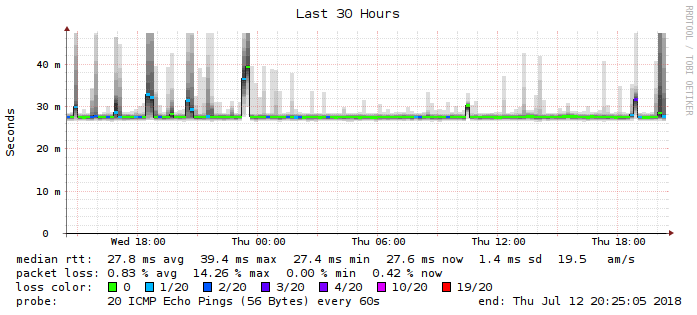 Last 30 Hours
RRDTOOL / TOBI OETIKER
Seconds
40 m
30 m
20 m
10 m
0
Wed 18:00 Thu 00:00 Thu 06:00 Thu 12:00 Thu 18:00
median rtt: 27.8 ms avg 39.4 ms max 27.4 ms min 27.6 ms now 1.4 ms sd 19.5 am/s
packet loss: 0.83 % avg 14.26 % max 0.00 % min 0.42 % now
loss color: 0 1/20 2/20 3/20 4/20 10/20 19/20
probe: 20 ICMP Echo Pings (56 Bytes) every 60s end: Thu Jul 12 20:25:05 2018